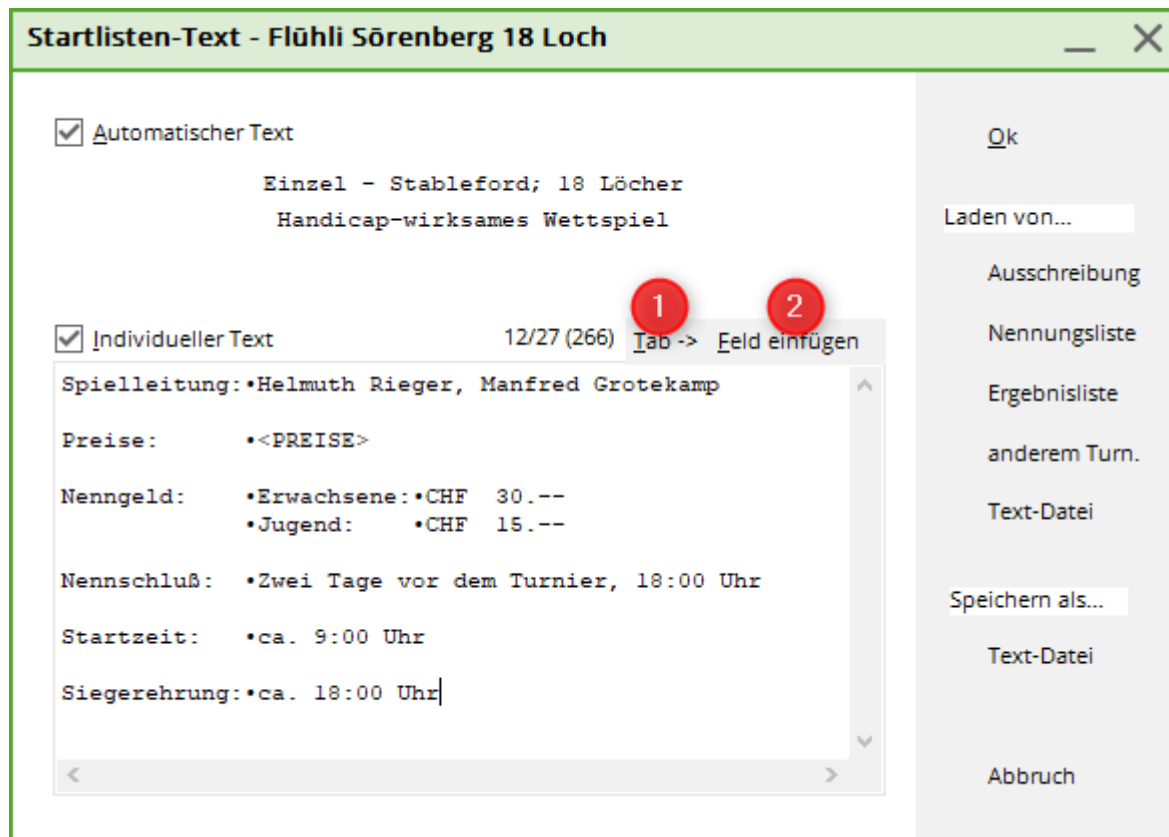 Startlisten-Text - Flühli Sörenberg 18 Loch
Automatischer Text
Einzel - Stableford; 18 Löcher
Handicap-wirksames Wettspiel
1 2
Individueller Text 12/27 (266) Tab -> Feld einfügen
Spielleitung:•Helmuth Rieger, Manfred Grotekamp
Preise: •<PREISE>
Nenngeld: •Erwachsene:•CHF 30.--
•Jugend: •CHF 15.--
Nennschluß: •Zwei Tage vor dem Turnier, 18:00 Uhr
Startzeit: •ca. 9:00 Uhr
Siegerehrung:•ca. 18:00 Uhr
Ok
Laden von...
Ausschreibung
Nennungsliste
Ergebnisliste
anderem Turn.
Text-Datei
Speichern als...
Text-Datei
Abbruch